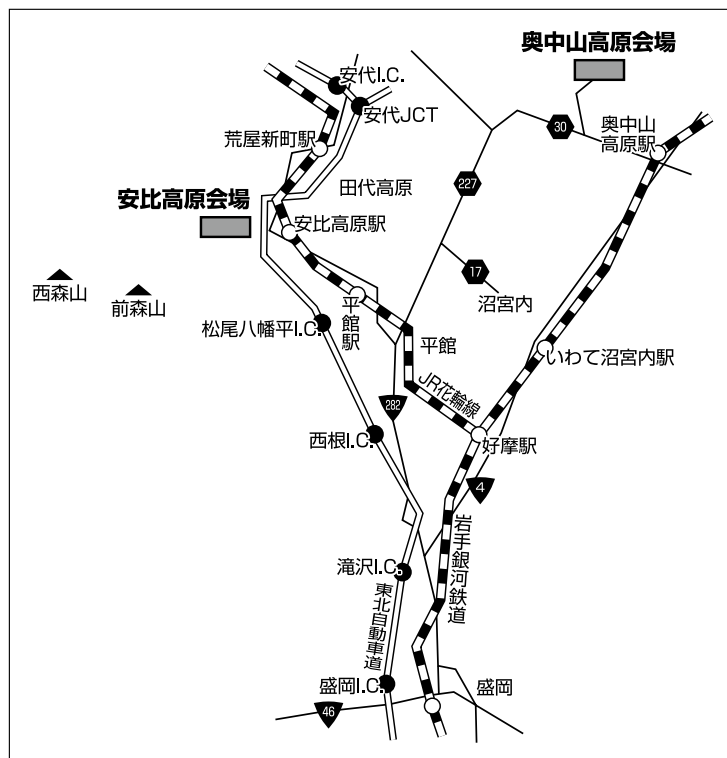 奥中山高原会場
安代I.C.
安代JCT
30
奥中山
高原駅
荒屋新町駅
田代高原
227
安比高原会場
安比高原駅
17
沼宮内
西森山
前森山
平館駅
松尾八幡平I.C.
平館
いわて沼宮内駅
JR花輪線
282
西根I.C.
好摩駅
4
岩手銀河鉄道
滝沢I.C.
東北自動車道
盛岡I.C.
盛岡
46